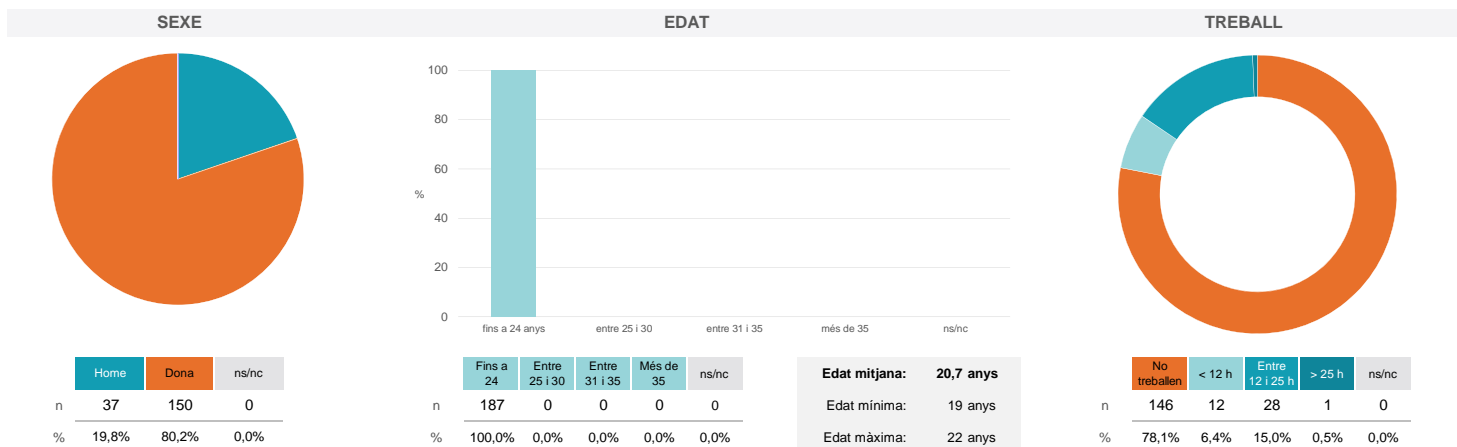 SEXE
EDAT
TREBALL
100
80
60
%
40
20
0
fins a 24 anys
entre 25 i 30
entre 31 i 35
més de 35
ns/nc
Home Dona ns/nc
n 37 150 0
% 19,8% 80,2% 0,0%
Fins a 24 Entre 25 i 30 Entre 31 i 35 Més de 35 ns/nc
n 187 0 0 0 0
% 100,0% 0,0% 0,0% 0,0% 0,0%
Edat mitjana: 20,7 anys
Edat mínima: 19 anys
Edat màxima: 22 anys
No treballen < 12 h Entre 12 i 25 h > 25 h ns/nc
n 146 12 28 1 0
% 78,1% 6,4% 15,0% 0,5% 0,0%